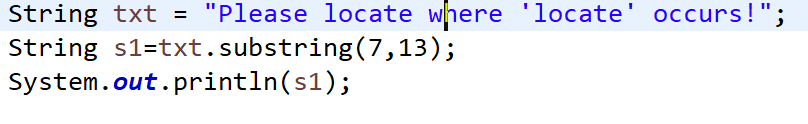 String txt = "Please locate where 'locate' occurs!";
String s1=txt.substring(7,13);
System.out.println(s1);